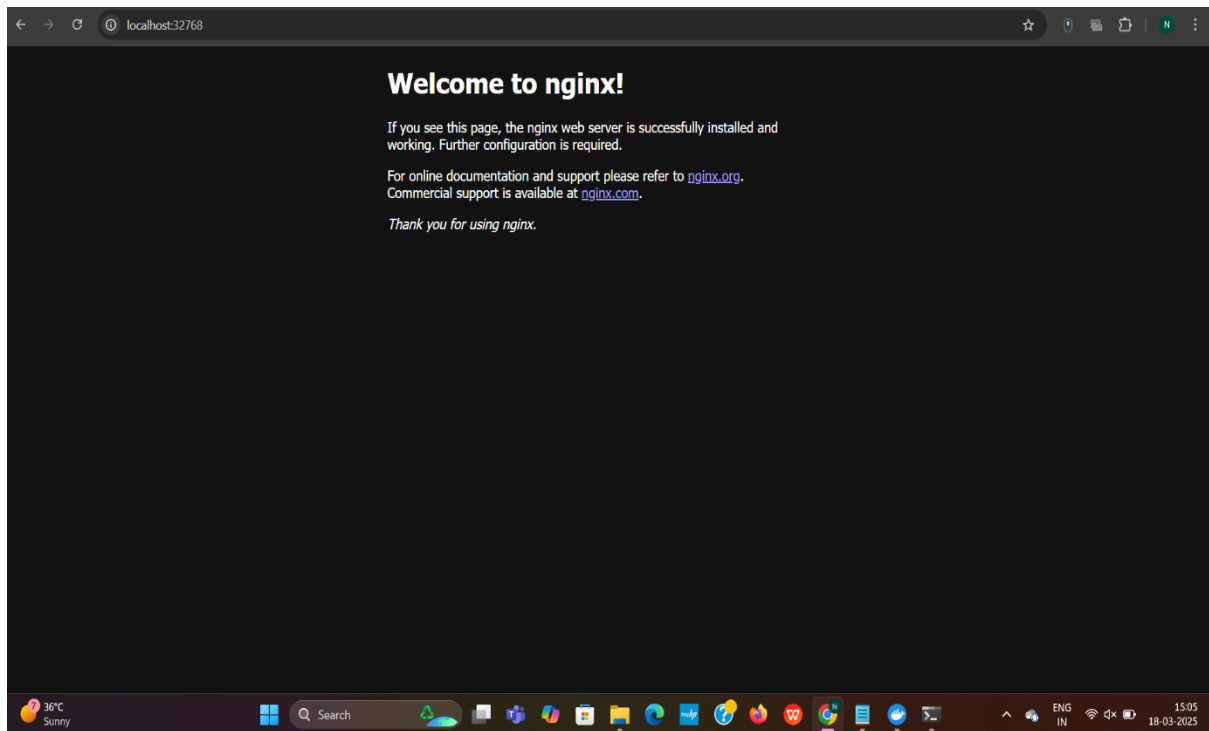 localhost:32768
N
Welcome to nginx!
If you see this page, the nginx web server is successfully installed and
working. Further configuration is required.
For online documentation and support please refer to nginx.org.
Commercial support is available at nginx.com.
Thank you for using nginx.
7
36°C
Sunny
Search
myhp
N
ENG
IN
15:05
18-03-2025